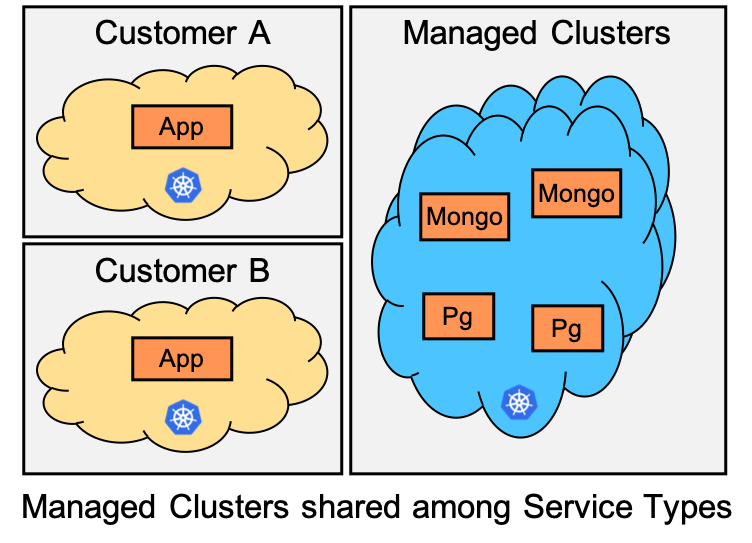 Customer A
App
Customer B
App
Managed Clusters
Mongo
Mongo
Pg
Pg
Managed Clusters shared among Service Types